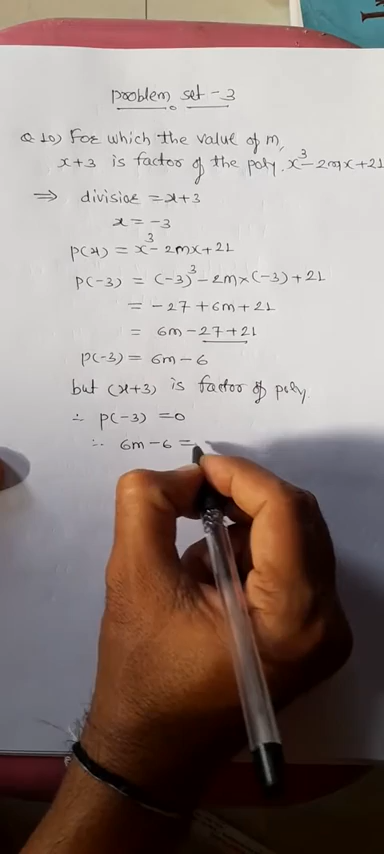 problem set - 3
Q.10) For which the value of m,
x+3 is factor of the poly. x³-2mx+21
⇒ divisior = x+3
x = -3
p(x) = x³- 2mx+21
p(-3) = (-3)³-2m×(-3)+21
= -27+6m+21
= 6m-27+21
p(-3) = 6m-6
but (x+3) is factor of poly.
∴ p(-3) = 0
∴ 6m-6 =